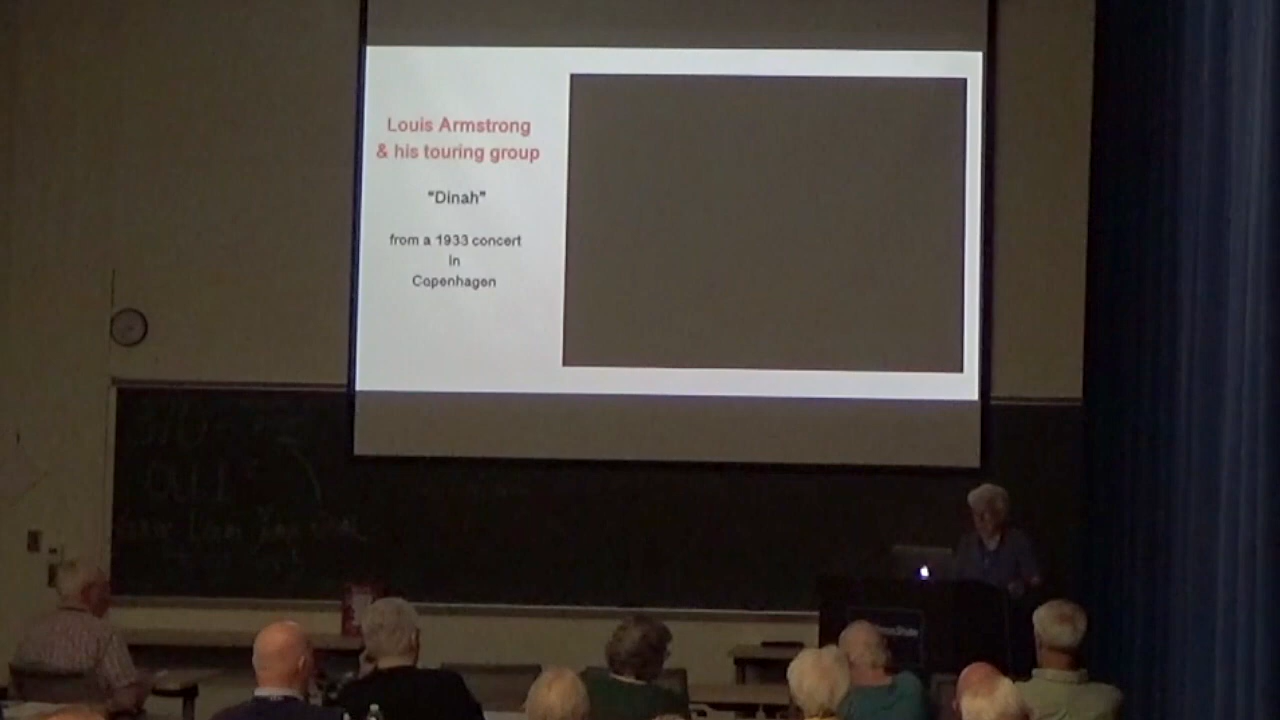 Louis Armstrong
& his touring group
"Dinah"
from a 1933 concert
in
Copenhagen